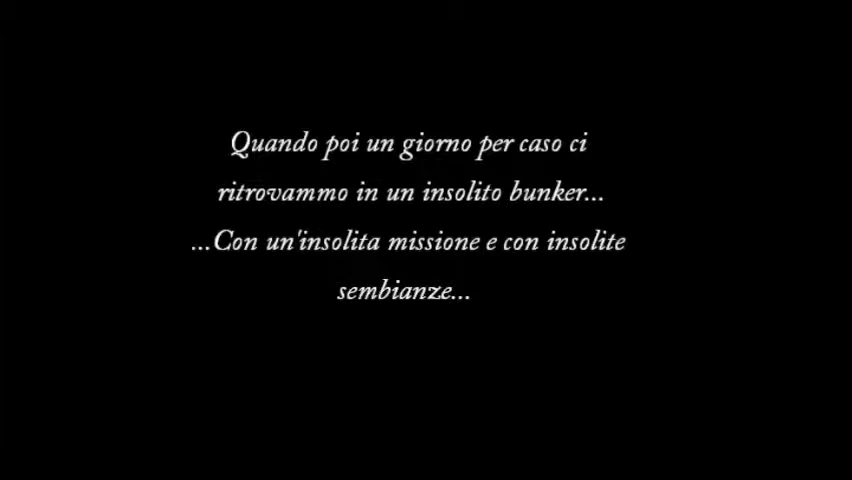 Quando poi un giorno per caso ci
ritrovammo in un insolito bunker...
...Con un'insolita missione e con insolite
sembianze...